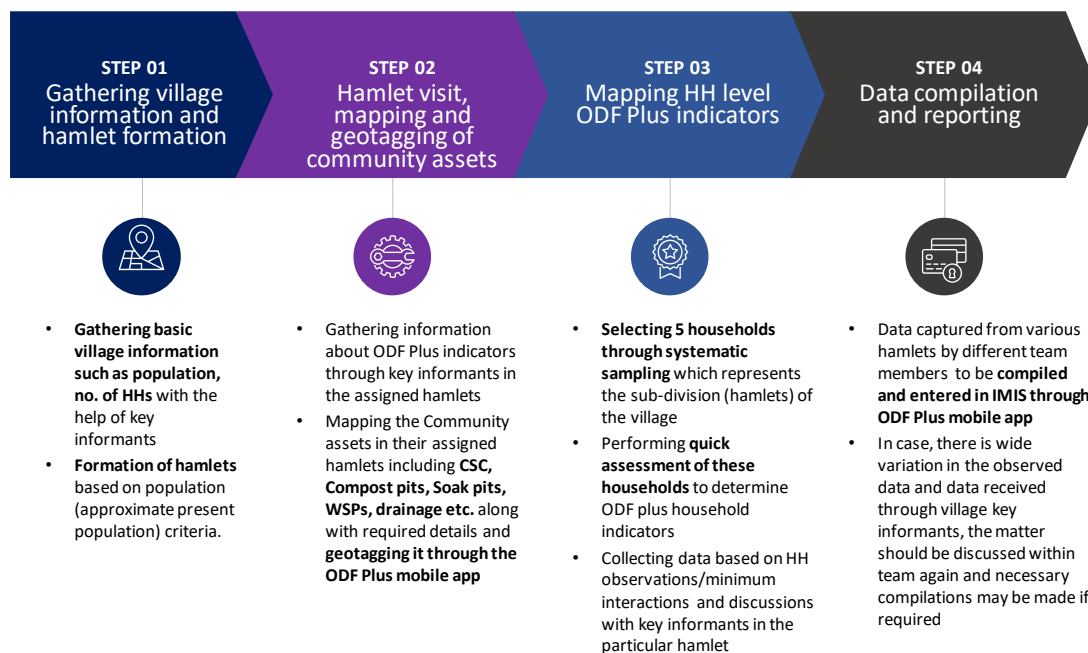 STEP 01
Gathering village
information and
hamlet formation
STEP 02
Hamlet visit,
mapping and
geotagging of
community assets
STEP 03
Mapping HH level
ODF Plus indicators
STEP 04
Data compilation
and reporting
• Gathering basic
village information
such as population,
no. of HHs with the
help of key
informants
• Formation of hamlets
based on population
(approximate present
population) criteria.
• Gathering information
about ODF Plus indicators
through key informants in
the assigned hamlets
• Mapping the Community
assets in their assigned
hamlets including CSC,
Compost pits, Soak pits,
WSPs, drainage etc. along
with required details and
geotagging it through the
ODF Plus mobile app
• Selecting 5 households
through systematic
sampling which represents
the sub-division (hamlets) of
the village
• Performing quick
assessment of these
households to determine
ODF plus household
indicators
• Collecting data based on HH
observations/minimum
interactions and discussions
with key informants in the
particular hamlet
• Data captured from various
hamlets by different team
members to be compiled
and entered in IMIS through
ODF Plus mobile app
• In case, there is wide
variation in the observed
data and data received
through village key
informants, the matter
should be discussed within
team again and necessary
compilations may be made if
required